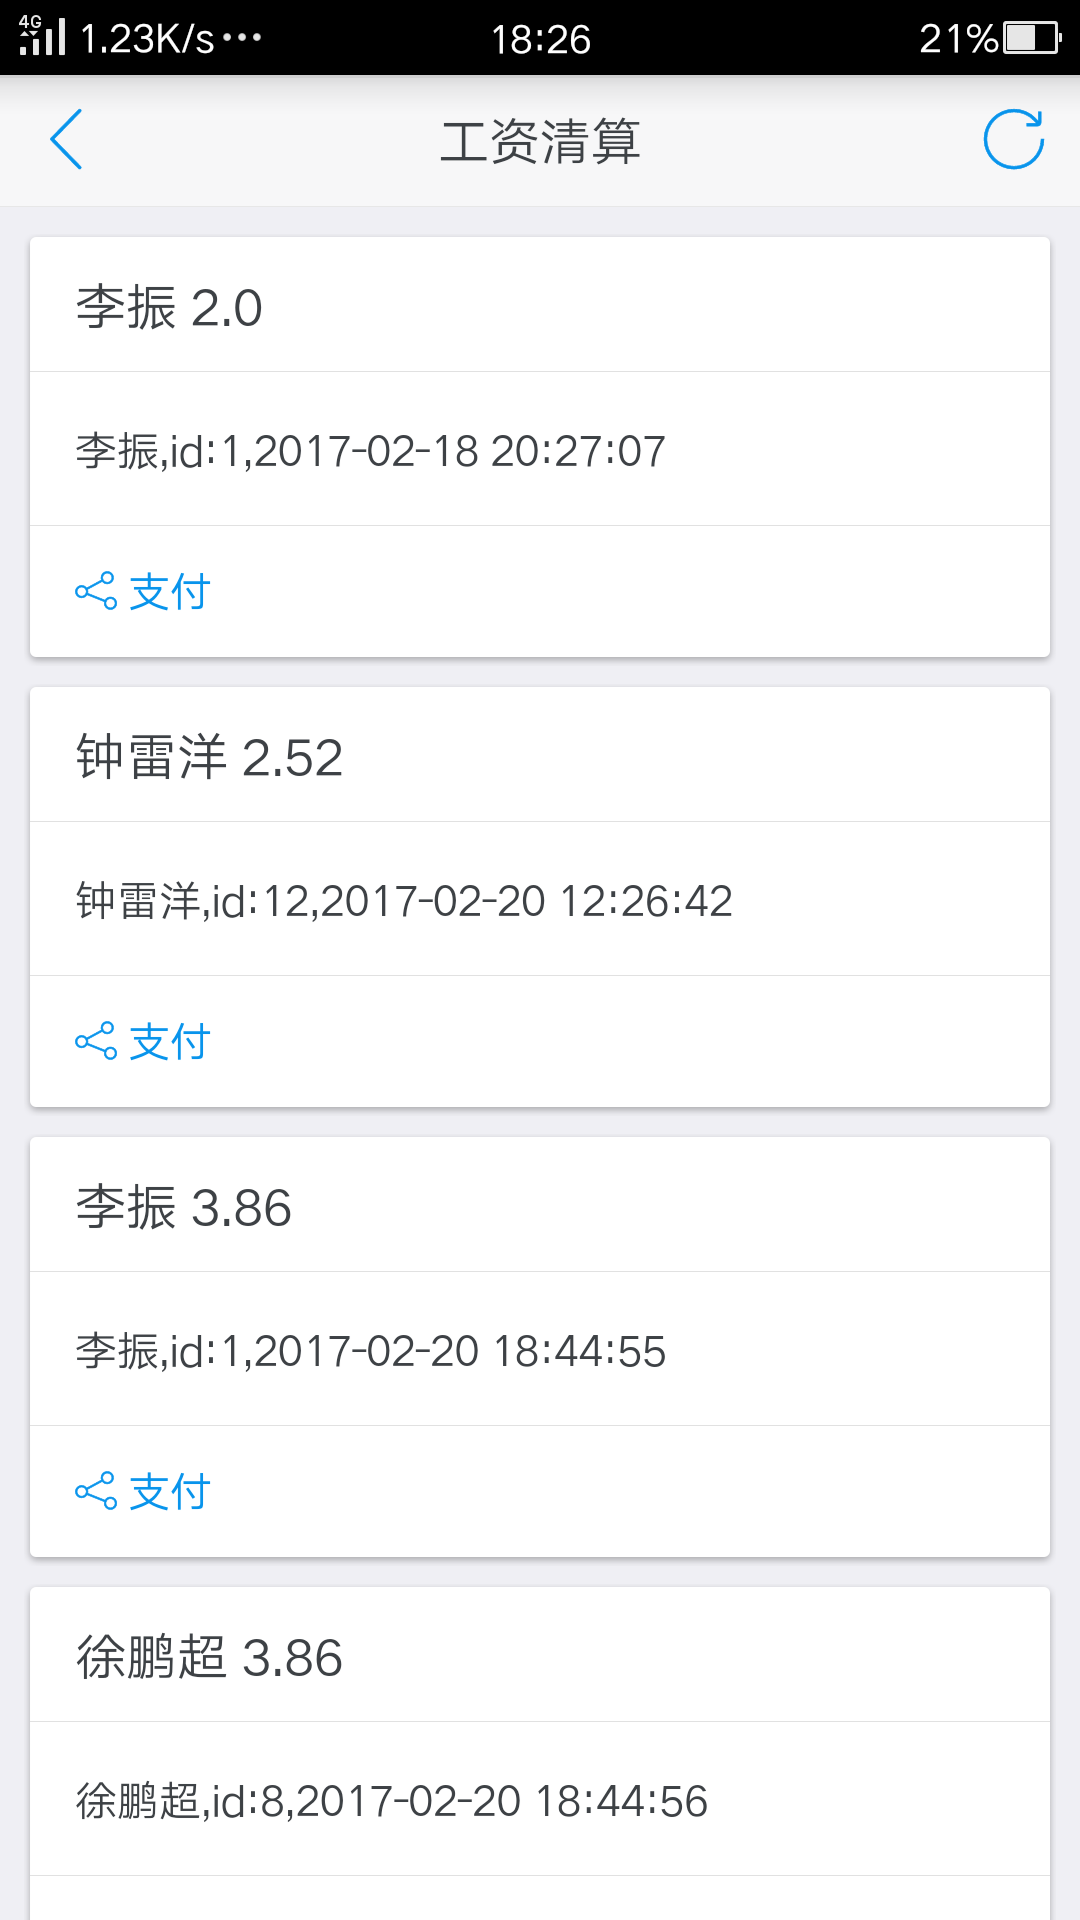 4G 1.23K/s··· 18:26 21%
工资清算
李振 2.0
李振,id:1,2017-02-18 20:27:07
支付
钟雷洋 2.52
钟雷洋,id:12,2017-02-20 12:26:42
支付
李振 3.86
李振,id:1,2017-02-20 18:44:55
支付
徐鹏超 3.86
徐鹏超,id:8,2017-02-20 18:44:56